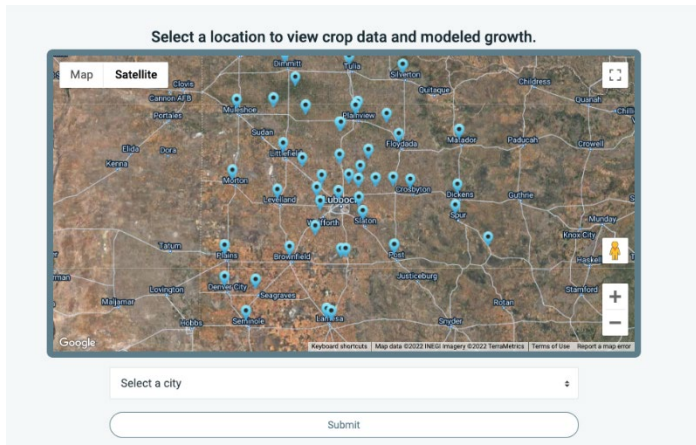 Select a location to view crop data and modeled growth.
Map Satellite
Dimmitt
Tulia
Silverton
Clovis
Childress
Quitaque
Quanah
Cannon AFB
Muleshoe
Portales
Plainview
Sudan
Floydada
Matador
Paducah
Crowell
Elida
Dora
Littlefield
Kenna
Morton
Crosbyton
Dickens
Guthrie
Levelland
Lubbock
Wolfforth
Slaton
Spur
Munday
Knox City
Tatum
Plains
Brownfield
Post
Haskell
Justiceburg
Lovington
Denver City
Seagraves
Stamford
Maljamar
Rotan
Hobbs
Seminole
Lamesa
Snyder
Google
Keyboard shortcuts
Map data ©2022 INEGI Imagery ©2022 TerraMetrics
Terms of Use
Report a map error
Select a city
Submit